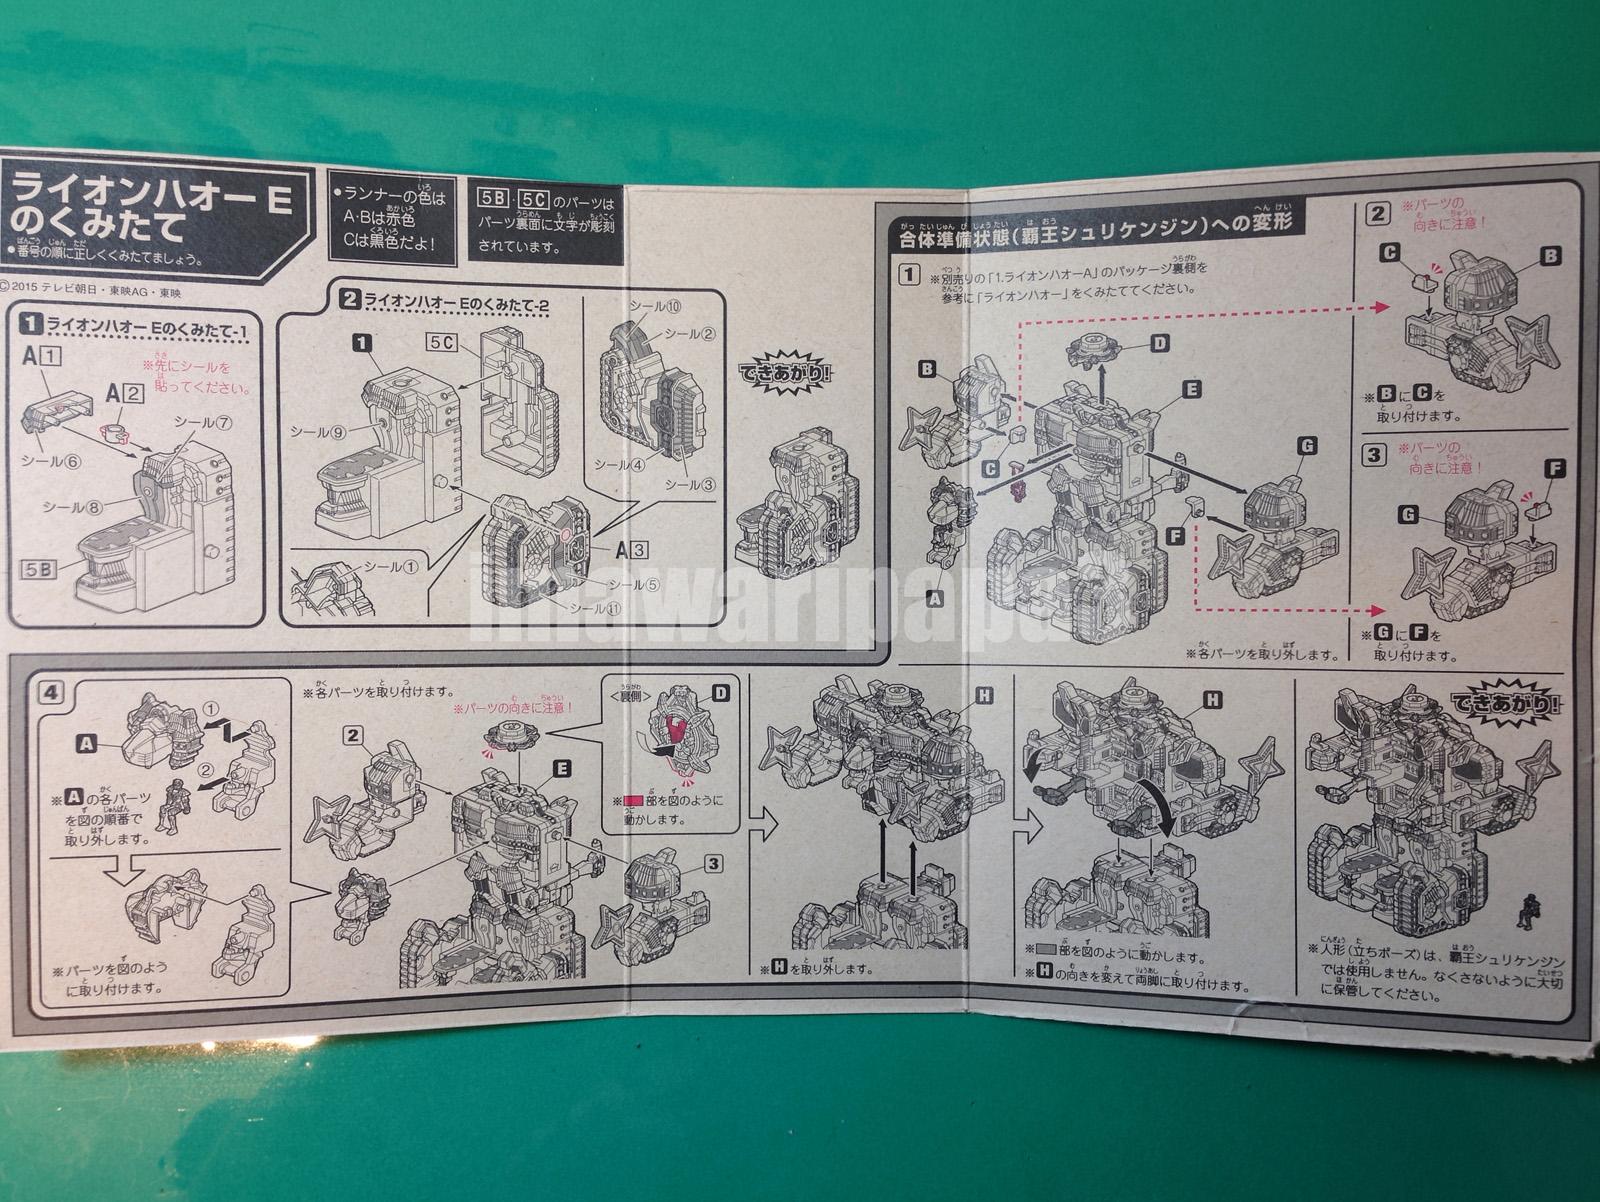 ライオンハオー E
のくみたて
●番号の順に正しくくみたてましょう。
©2015 テレビ朝日・東映AG・東映
●ランナーの色は
A・Bは赤色
Cは黒色だよ!
5B・5Cのパーツは
パーツ裏面に文字が彫刻
されています。
1 ライオンハオー Eのくみたて-1
A1
※先にシールを
貼ってください。
A2
シール⑦
シール⑥
シール⑧
5B
2 ライオンハオー Eのくみたて-2
1
5C
シール⑩
シール②
シール⑨
シール④
シール③
シール①
A3
シール⑤
シール⑪
できあがり!
合体準備状態(覇王シュリケンジン)への変形
1
※別売りの「1.ライオンハオーA」のパッケージ裏側を
参考に「ライオンハオー」をくみたててください。
B
D
E
C
G
F
A
※各パーツを取り外します。
2
※パーツの
向きに注意!
C
B
※BにCを
取り付けます。
3
※パーツの
向きに注意!
F
G
※GにFを
取り付けます。
4
①
A
②
※Aの各パーツ
を図の順番で
取り外します。
※パーツを図のよう
に取り付けます。
※各パーツを取り付けます。
※パーツの向きに注意!
2
E
3
<裏側>
D
※部を図のように
動かします。
H
※Hを取り外します。
H
※部を図のように動かします。
※Hの向きを変えて両脚に取り付けます。
できあがり!
※人形(立ちポーズ)は、覇王シュリケンジン
では使用しません。なくさないように大切
に保管してください。